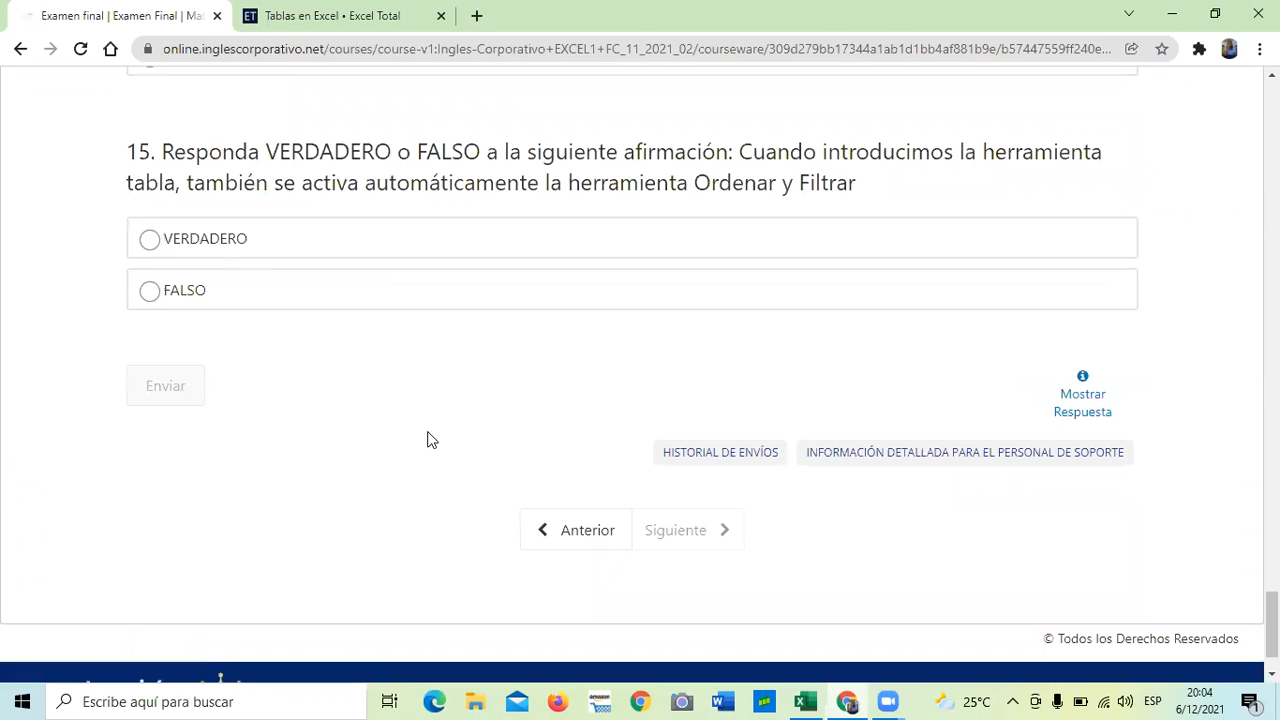 Examen final | Examen Final | Ma
Tablas en Excel • Excel Total
online.inglescorporativo.net/courses/course-v1:Ingles-Corporativo+EXCEL1+FC_11_2021_02/courseware/309d279bb17344a1ab1d1bb4af881b9e/b57447559ff240e...
15. Responda VERDADERO o FALSO a la siguiente afirmación: Cuando introducimos la herramienta
tabla, también se activa automáticamente la herramienta Ordenar y Filtrar
VERDADERO
FALSO
Enviar
Mostrar
Respuesta
HISTORIAL DE ENVÍOS
INFORMACIÓN DETALLADA PARA EL PERSONAL DE SOPORTE
Anterior
Siguiente
© Todos los Derechos Reservados
Escribe aquí para buscar
25°C
ESP
20:04
6/12/2021